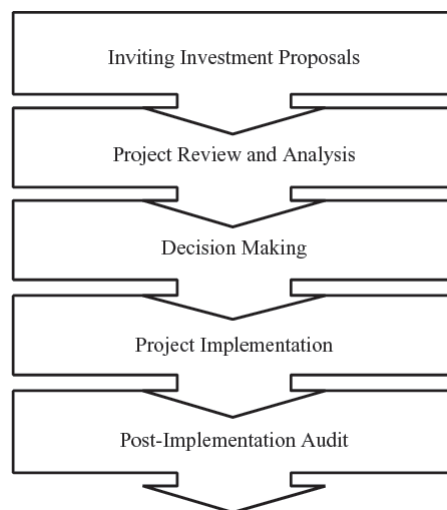 Inviting Investment Proposals
Project Review and Analysis
Decision Making
Project Implementation
Post-Implementation Audit